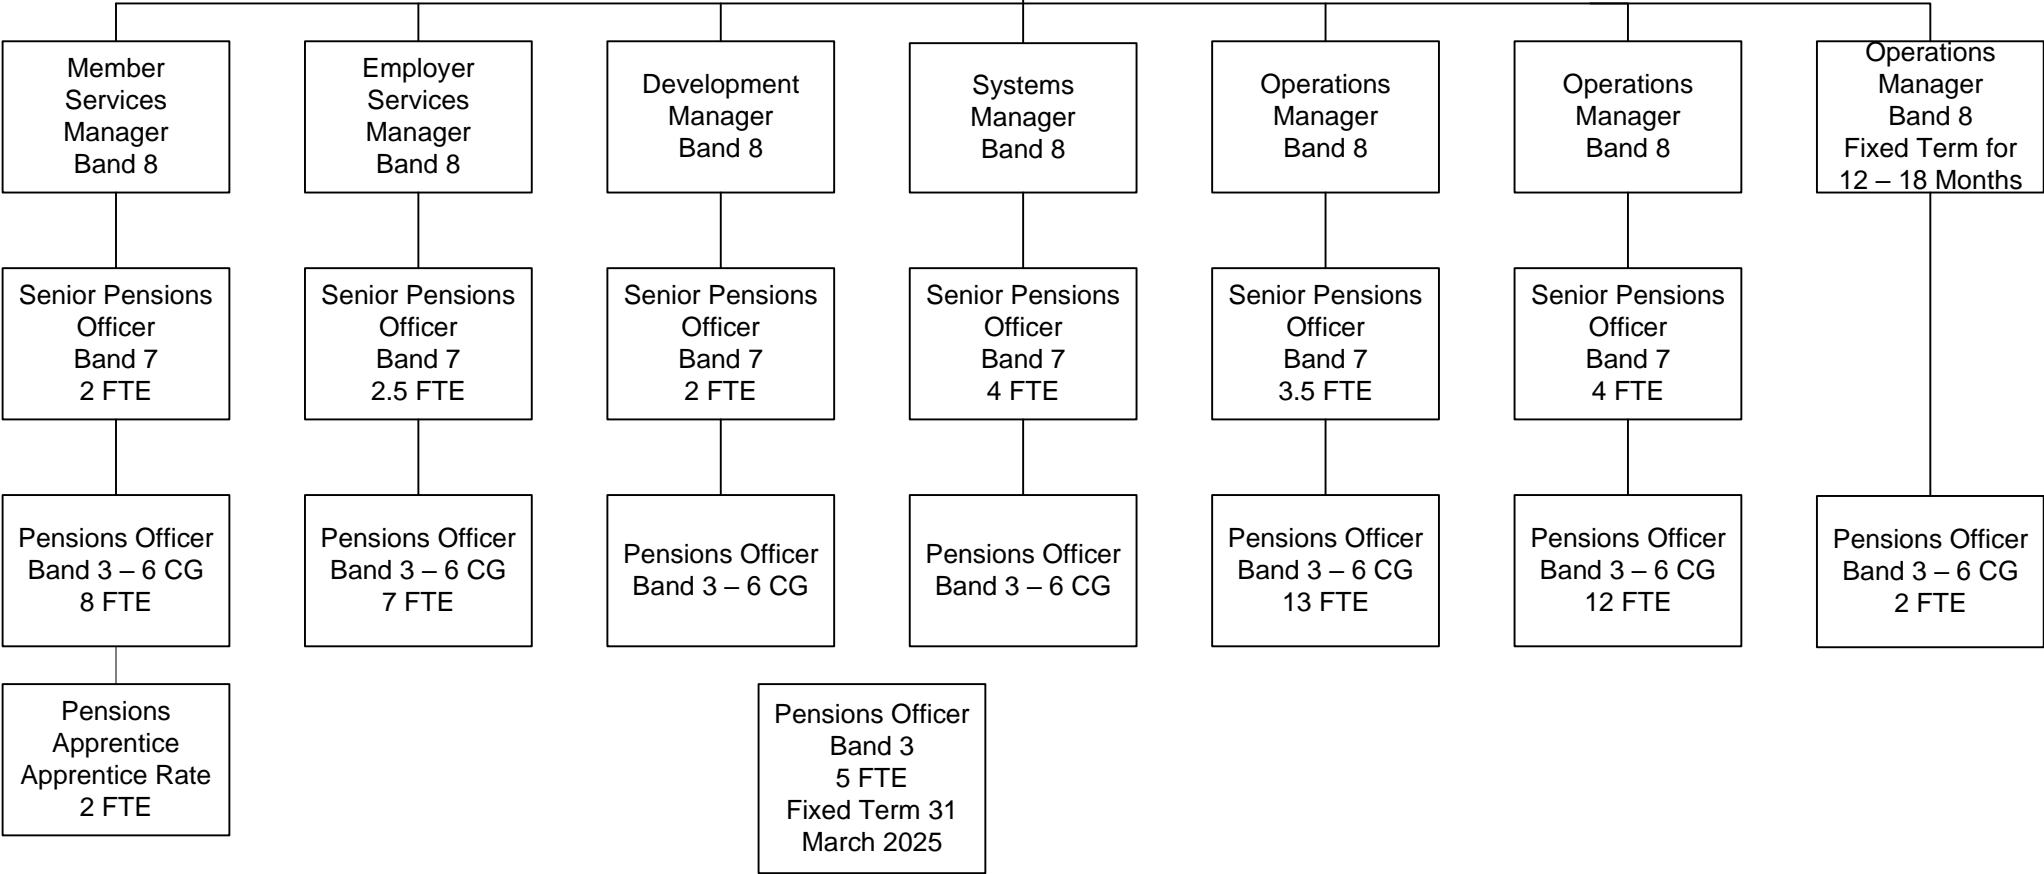 Member
Services
Manager
Band 8
Employer
Services
Manager
Band 8
Development
Manager
Band 8
Systems
Manager
Band 8
Operations
Manager
Band 8
Operations
Manager
Band 8
Operations
Manager
Band 8
Fixed Term for
12 – 18 Months
Senior Pensions
Officer
Band 7
2 FTE
Senior Pensions
Officer
Band 7
2.5 FTE
Senior Pensions
Officer
Band 7
2 FTE
Senior Pensions
Officer
Band 7
4 FTE
Senior Pensions
Officer
Band 7
3.5 FTE
Senior Pensions
Officer
Band 7
4 FTE
Pensions Officer
Band 3 – 6 CG
8 FTE
Pensions Officer
Band 3 – 6 CG
7 FTE
Pensions Officer
Band 3 – 6 CG
Pensions Officer
Band 3 – 6 CG
Pensions Officer
Band 3 – 6 CG
13 FTE
Pensions Officer
Band 3 – 6 CG
12 FTE
Pensions Officer
Band 3 – 6 CG
2 FTE
Pensions
Apprentice
Apprentice Rate
2 FTE
Pensions Officer
Band 3
5 FTE
Fixed Term 31
March 2025